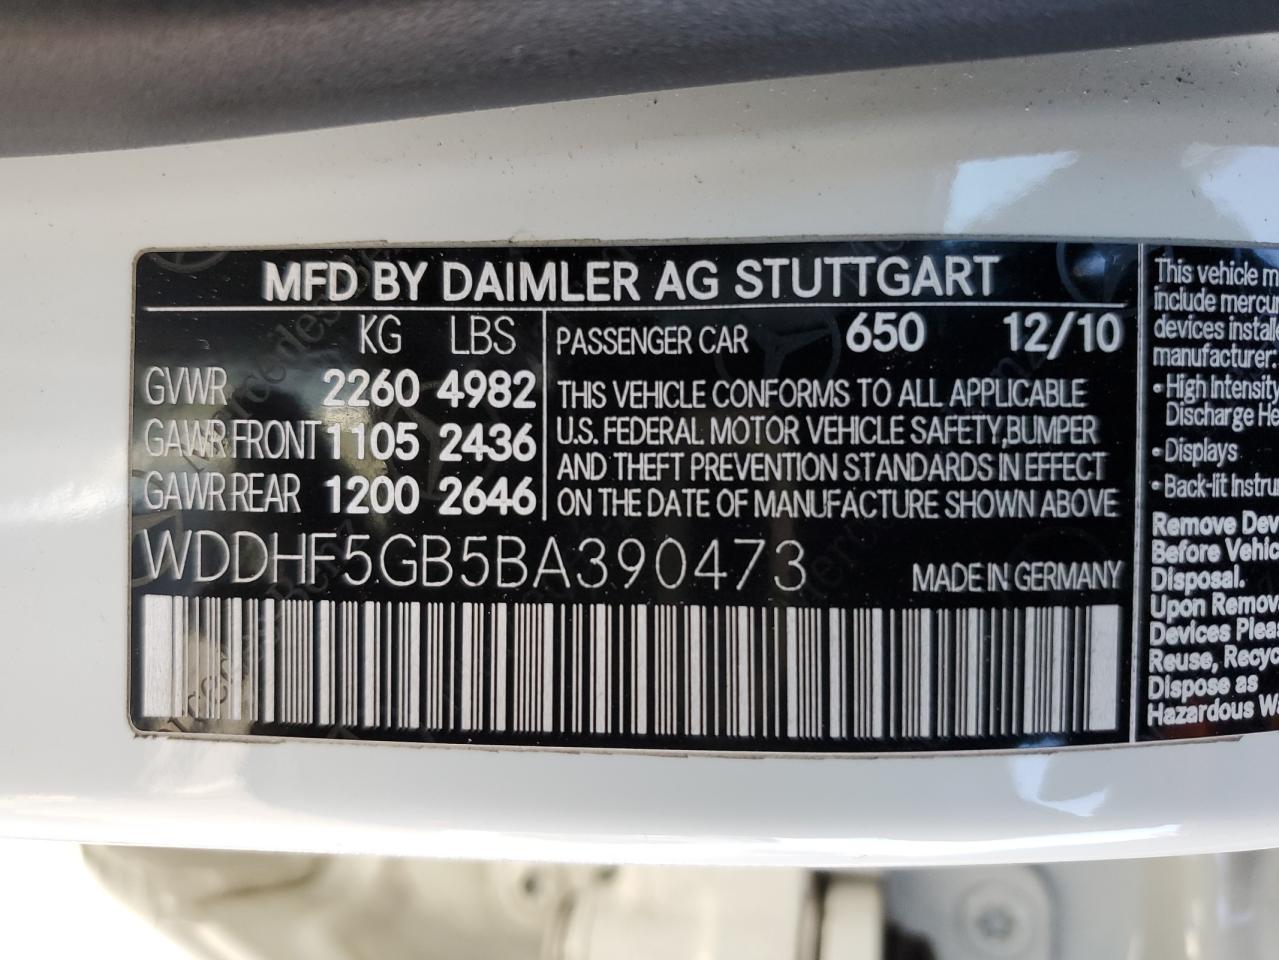 MFD BY DAIMLER AG STUTTGART
KG LBS
GVWR 2260 4982
GAWR FRONT 1105 2436
GAWR REAR 1200 2646
PASSENGER CAR 650 12/10
THIS VEHICLE CONFORMS TO ALL APPLICABLE
U.S. FEDERAL MOTOR VEHICLE SAFETY, BUMPER
AND THEFT PREVENTION STANDARDS IN EFFECT
ON THE DATE OF MANUFACTURE SHOWN ABOVE
WDDHF5GB5BA390473
MADE IN GERMANY
This vehicle
include
devices
manufacturer:
• High Intensity
Discharge
• Displays
• Back-lit
Remove
Before
Disposal.
Upon
Devices
Reuse,
Dispose as
Hazardous